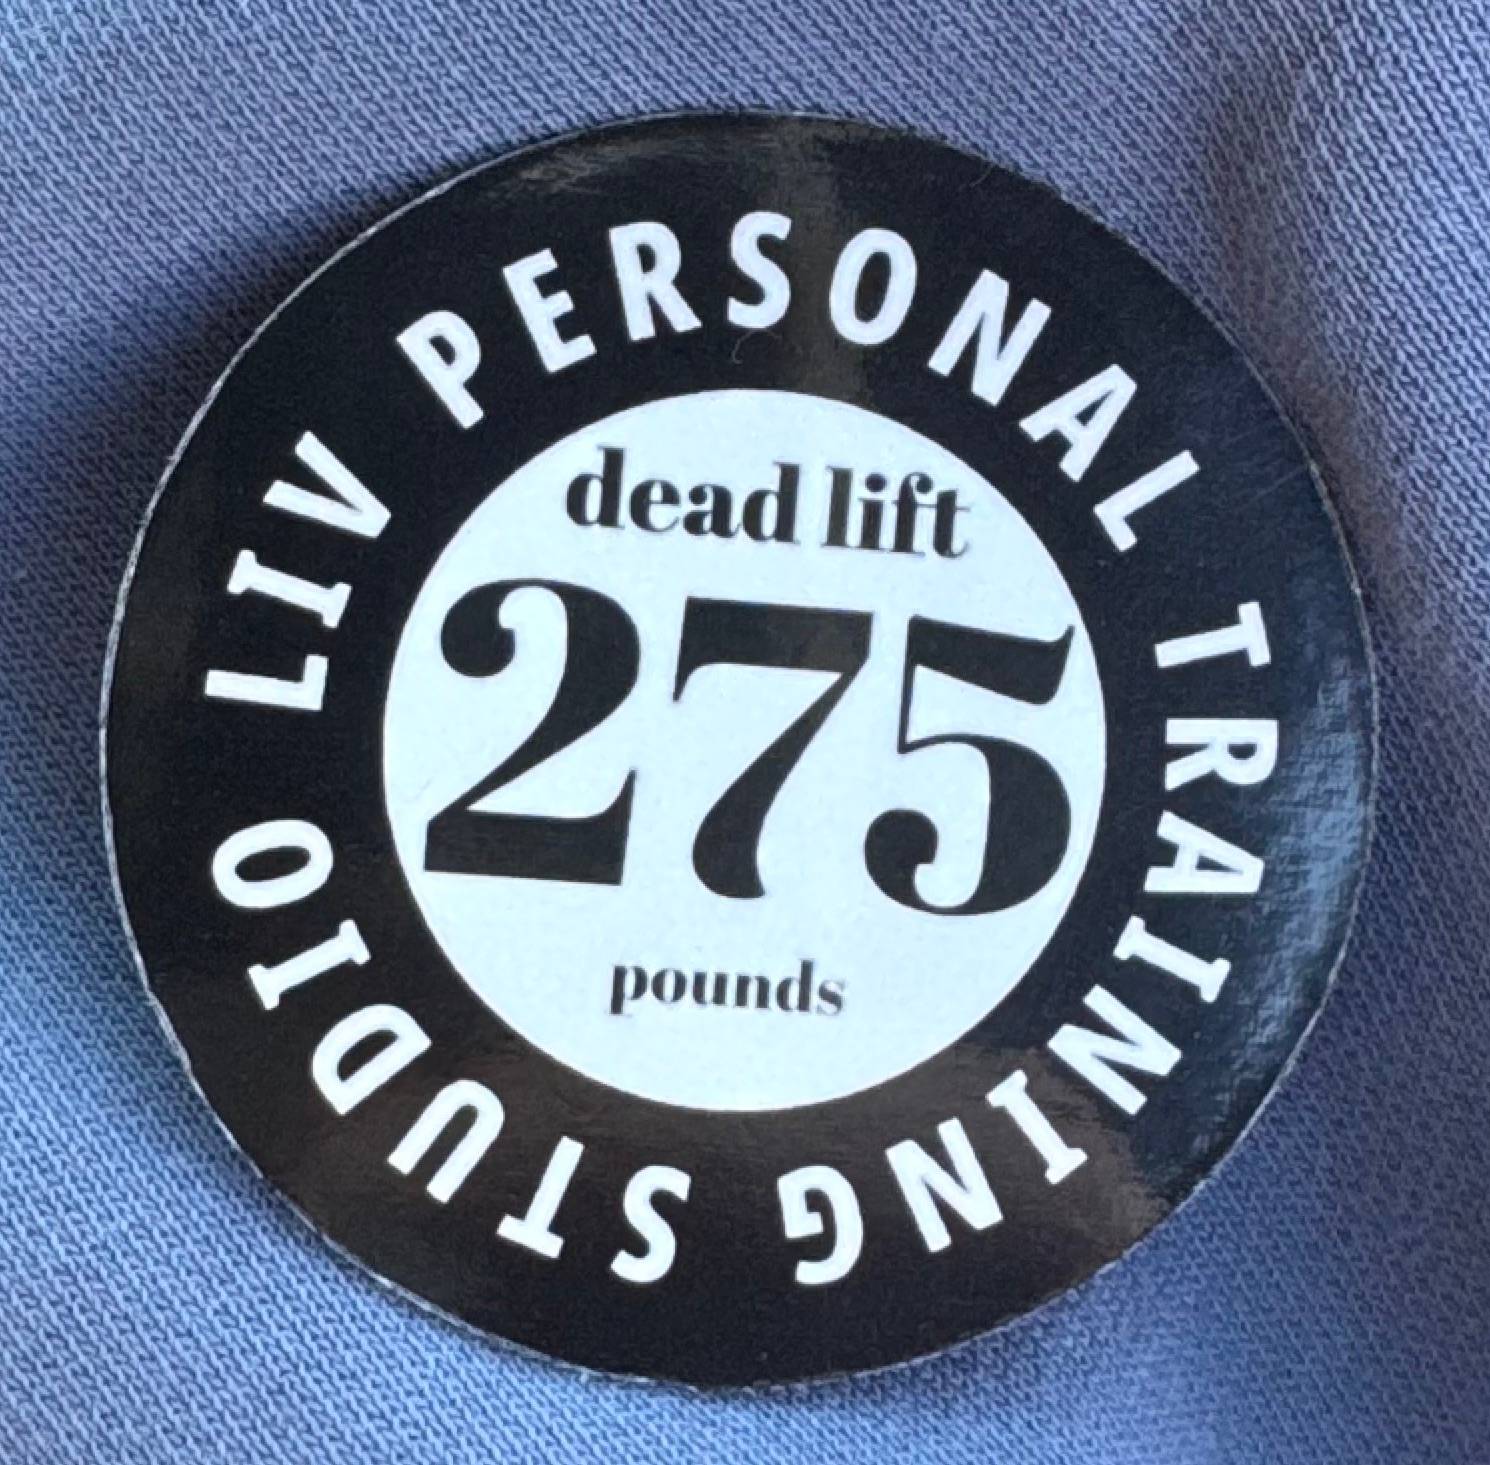 LIV PERSONAL TRAINING STUDIO
dead lift
275
pounds